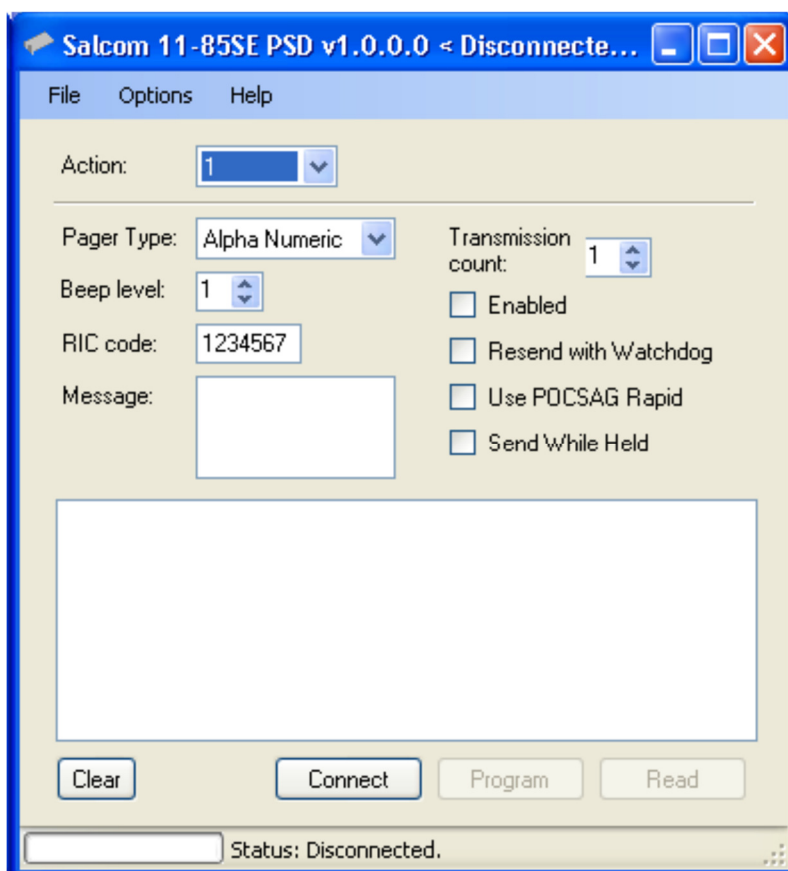 Salcom 11-85SE PSD v1.0.0.0 < Disconnecte...
File Options Help
Action: 1
Pager Type: Alpha Numeric
Transmission
count: 1
Beep level: 1
Enabled
RIC code: 1234567
Resend with Watchdog
Message:
Use POCSAG Rapid
Send While Held
Clear Connect Program Read
Status: Disconnected.